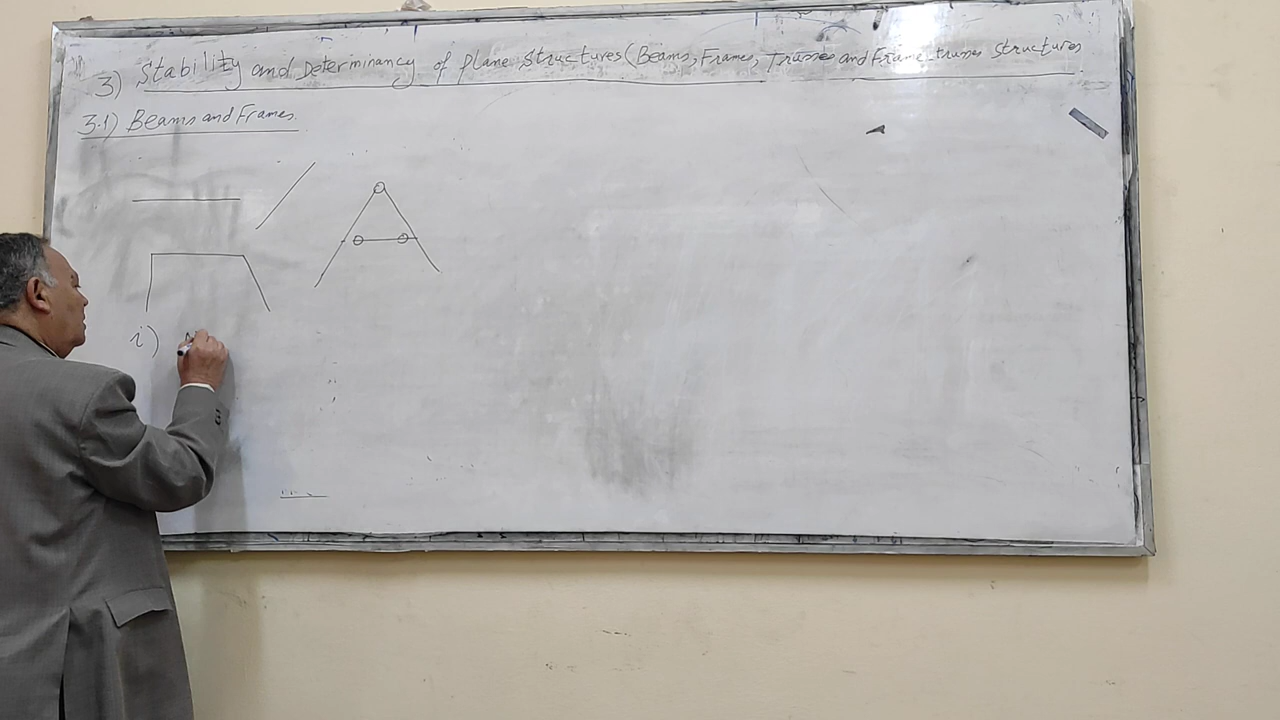 3) Stability and Determinancy of plane Structures (Beams, Frames, Trusses and Frame-trusses Structures
3.1) Beams and Frames.
i)